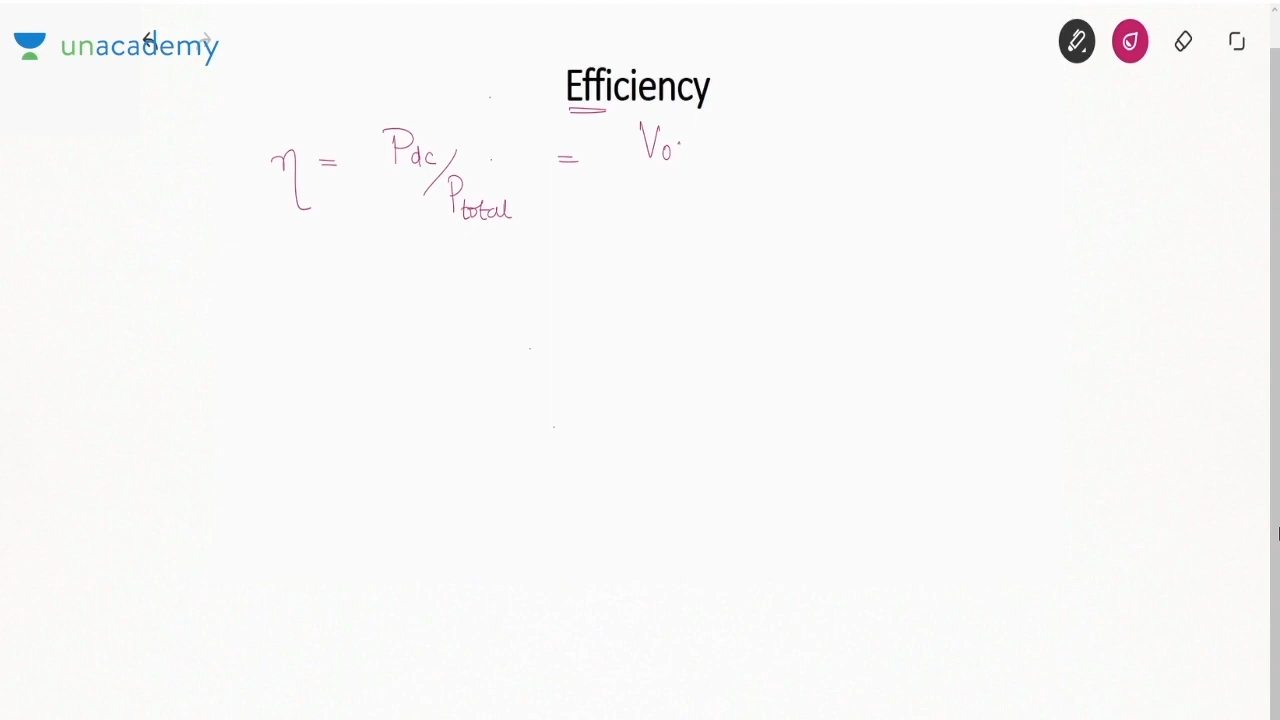 unacademy
Efficiency
η = Pdc/Ptotal = V0.